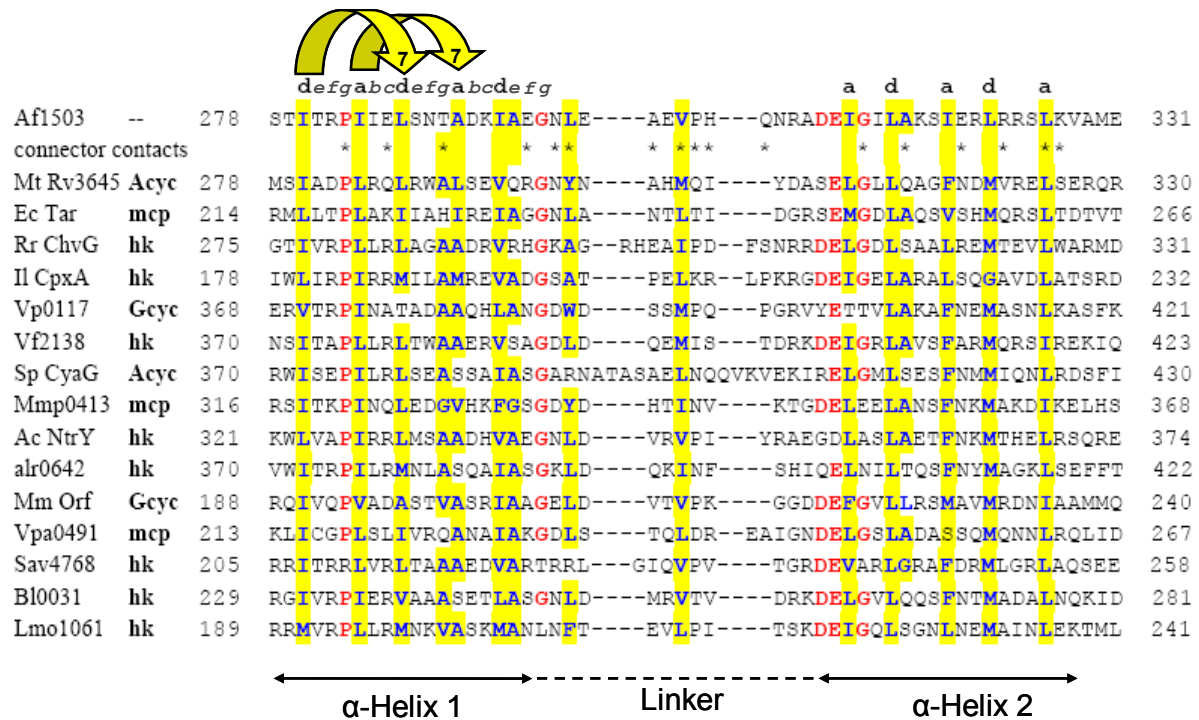 7 7
defgabcdefgabcdefg a d a d a
Af1503 -- 278 STITRPIIELSNTADKIAEGNLE----AEVPH---QNRADEIGILAKSIERLRRSLKVAME 331
connector contacts * * * * ** * *** * * * * **
Mt Rv3645 Acyc 278 MSIADPLRQLRWALSEVQRGNYN----AHMQI----YDASELGLLQAGFNDMVRELSERQR 330
Ec Tar mcp 214 RMLLTPLAKIIAHIREIAGGNLA----NTLTI----DGRSEMGDLAQSVSHMQRSLTDTVT 266
Rr ChvG hk 275 GTIVRPLLRLAGAADRVRHGKAG--RHEAIPD--FSNRRDELGDLSAALREMTEVLWARMD 331
Il CpxA hk 178 IWLIRPIRRMILAMREVADGSAT----PELKR--LPKRGDEIGELARALSQGAVDLATSRD 232
Vp0117 Gcyc 368 ERVTRPINATADAAQHLANGDWD----SSMPQ---PGRVYETTVLAKAFNEMASNLKASFK 421
Vf2138 hk 370 NSITAPLLRLTWAAERVSAGDLD----QEMIS---TDRKDEIGRLAVSFARMQRSIREKIQ 423
Sp CyaG Acyc 370 RWISEPILRLSEASSAIASGARNATASAELNQQVKVEKIRELGMLSESFNMMIQNLRDSFI 430
Mmp0413 mcp 316 RSITKPINQLEDGVHKFGSGDYD----HTINV----KTGDELEELANSFNKMAKDIKELHS 368
Ac NtrY hk 321 KWLVAPIRRLMSAADHVAEGNLD----VRVPI---YRAEGDLASLAETFNKMTHELRSQRE 374
alr0642 hk 370 VWITRPILRMNLASQAIASGKLD----QKINF----SHIQELNILTQSFNYMAGKLSEFFT 422
Mm Orf Gcyc 188 RQIVQPVADASTVASRIAAGELD----VTVPK----GGDDEFGVLLRSMAVMRDNIAAMMQ 240
Vpa0491 mcp 213 KLICGPLSLIVRQANAIAKGDLS----TQLDR--EAIGNDELGSLADASSQMQNNLRQLID 267
Sav4768 hk 205 RRITRRLVRLTAAAEDVARTRRL---GIQVPV----TGRDEVARLGRAFDRMLGRLAQSEE 258
Bl0031 hk 229 RGIVRPIERVAAASETLASGNLD----MRVTV----DRKDELGVLQQSFNTMADALNQKID 281
Lmo1061 hk 189 RRMVRPLLRMNKVASKMANLNFT----EVLPI----TSKDEIGQLSGNLNEMAINLEKTML 241
α-Helix 1 Linker α-Helix 2